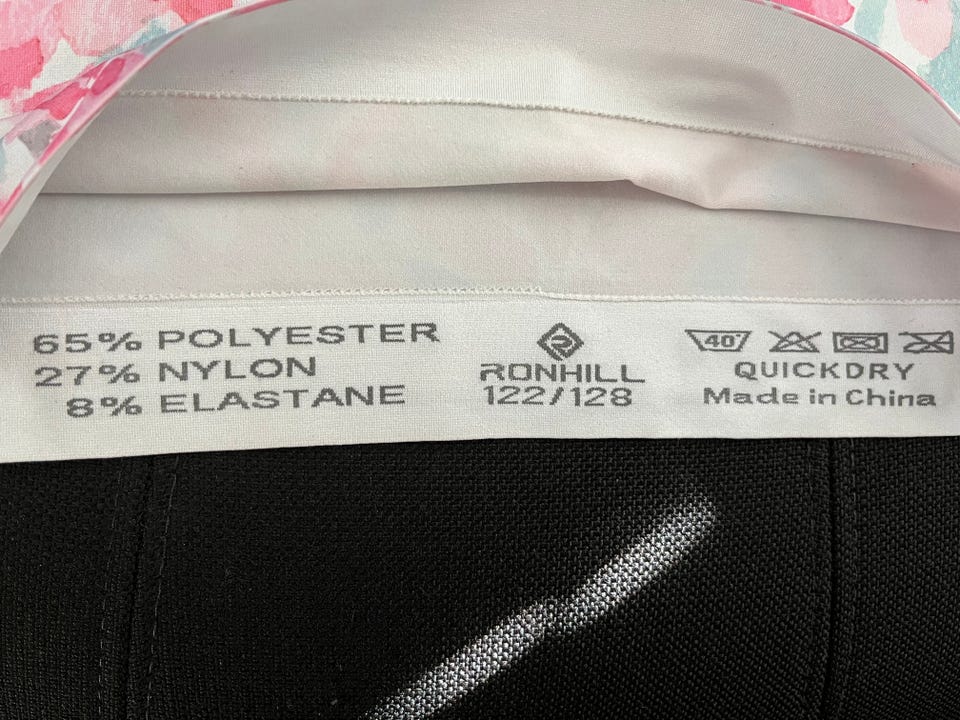 65% POLYESTER
27% NYLON
8% ELASTANE
RONHILL
122/128
40°
QUICKDRY
Made in China